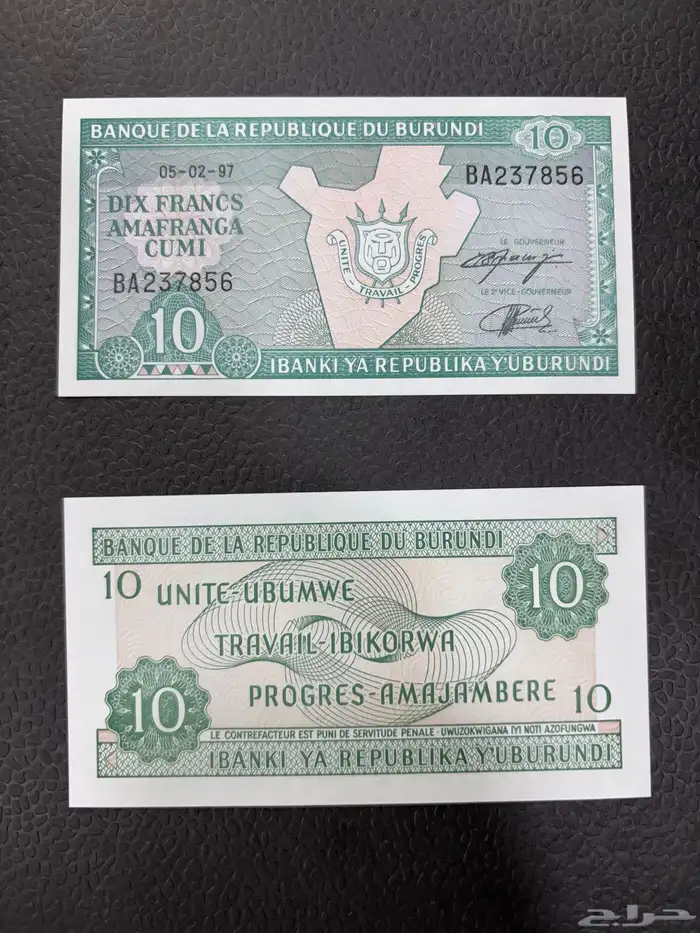 BANQUE DE LA REPUBLIQUE DU BURUNDI
10
05-02-97
BA237856
DIX FRANCS
AMAFRANGA
CUMI
BA237856
UNITE - TRAVAIL - PROGRES
LE GOUVERNEUR
LE 2e VICE-GOUVERNEUR
10
IBANKI YA REPUBLIKA Y'UBURUNDI
BANQUE DE LA REPUBLIQUE DU BURUNDI
10
10
UNITE-UBUMWE
TRAVAIL-IBIKORWA
PROGRES-AMAJAMBERE
10
10
LE CONTREFACTEUR EST PUNI DE SERVITUDE PENALE - UWUZOKWIGANA IYI NOTI AZOFUNGWA
IBANKI YA REPUBLIKA Y'UBURUNDI
حراج